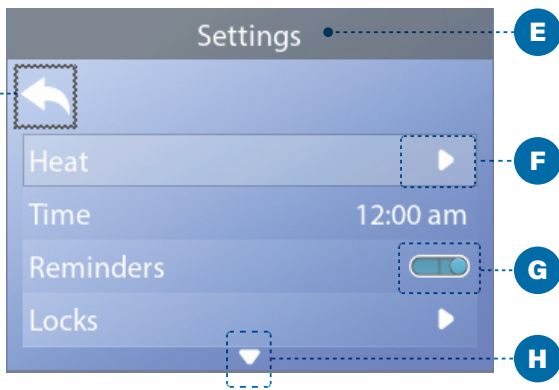 Settings
E
Heat
F
Time 12:00 am
Reminders
G
Locks
H